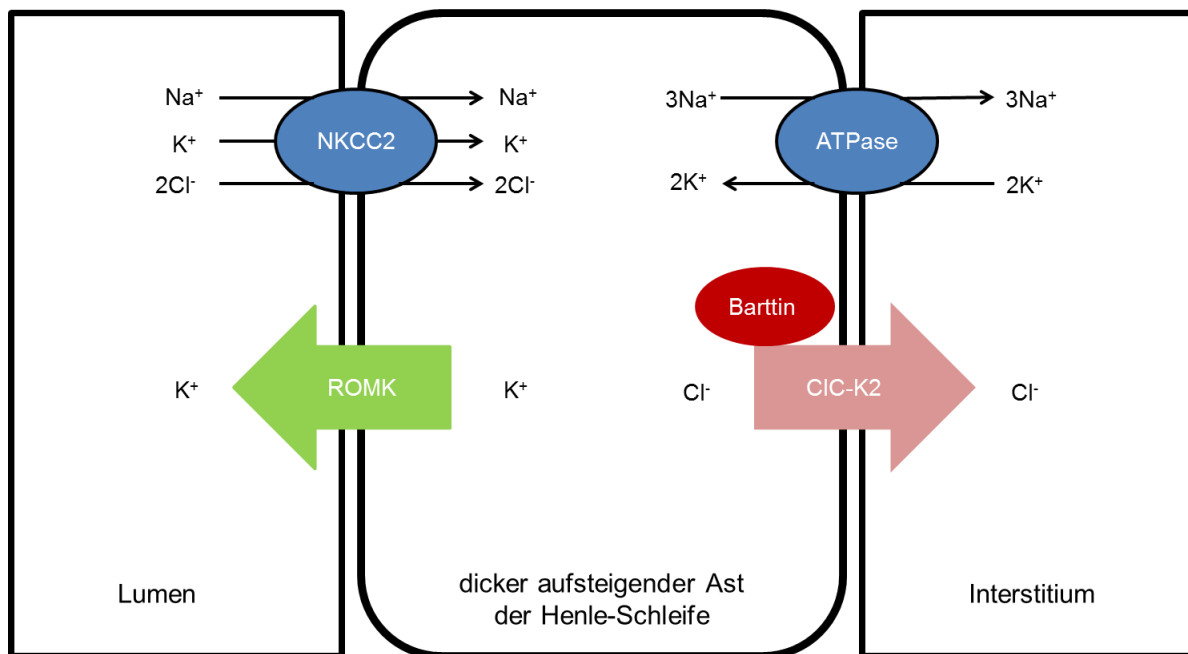 Na⁺ Na⁺ 3Na⁺ 3Na⁺
K⁺ NKCC2 K⁺ ATPase
2Cl⁻ 2Cl⁻ 2K⁺ 2K⁺
Barttin
K⁺ ROMK K⁺ Cl⁻ ClC-K2 Cl⁻
Lumen
dicker aufsteigender Ast
der Henle-Schleife
Interstitium